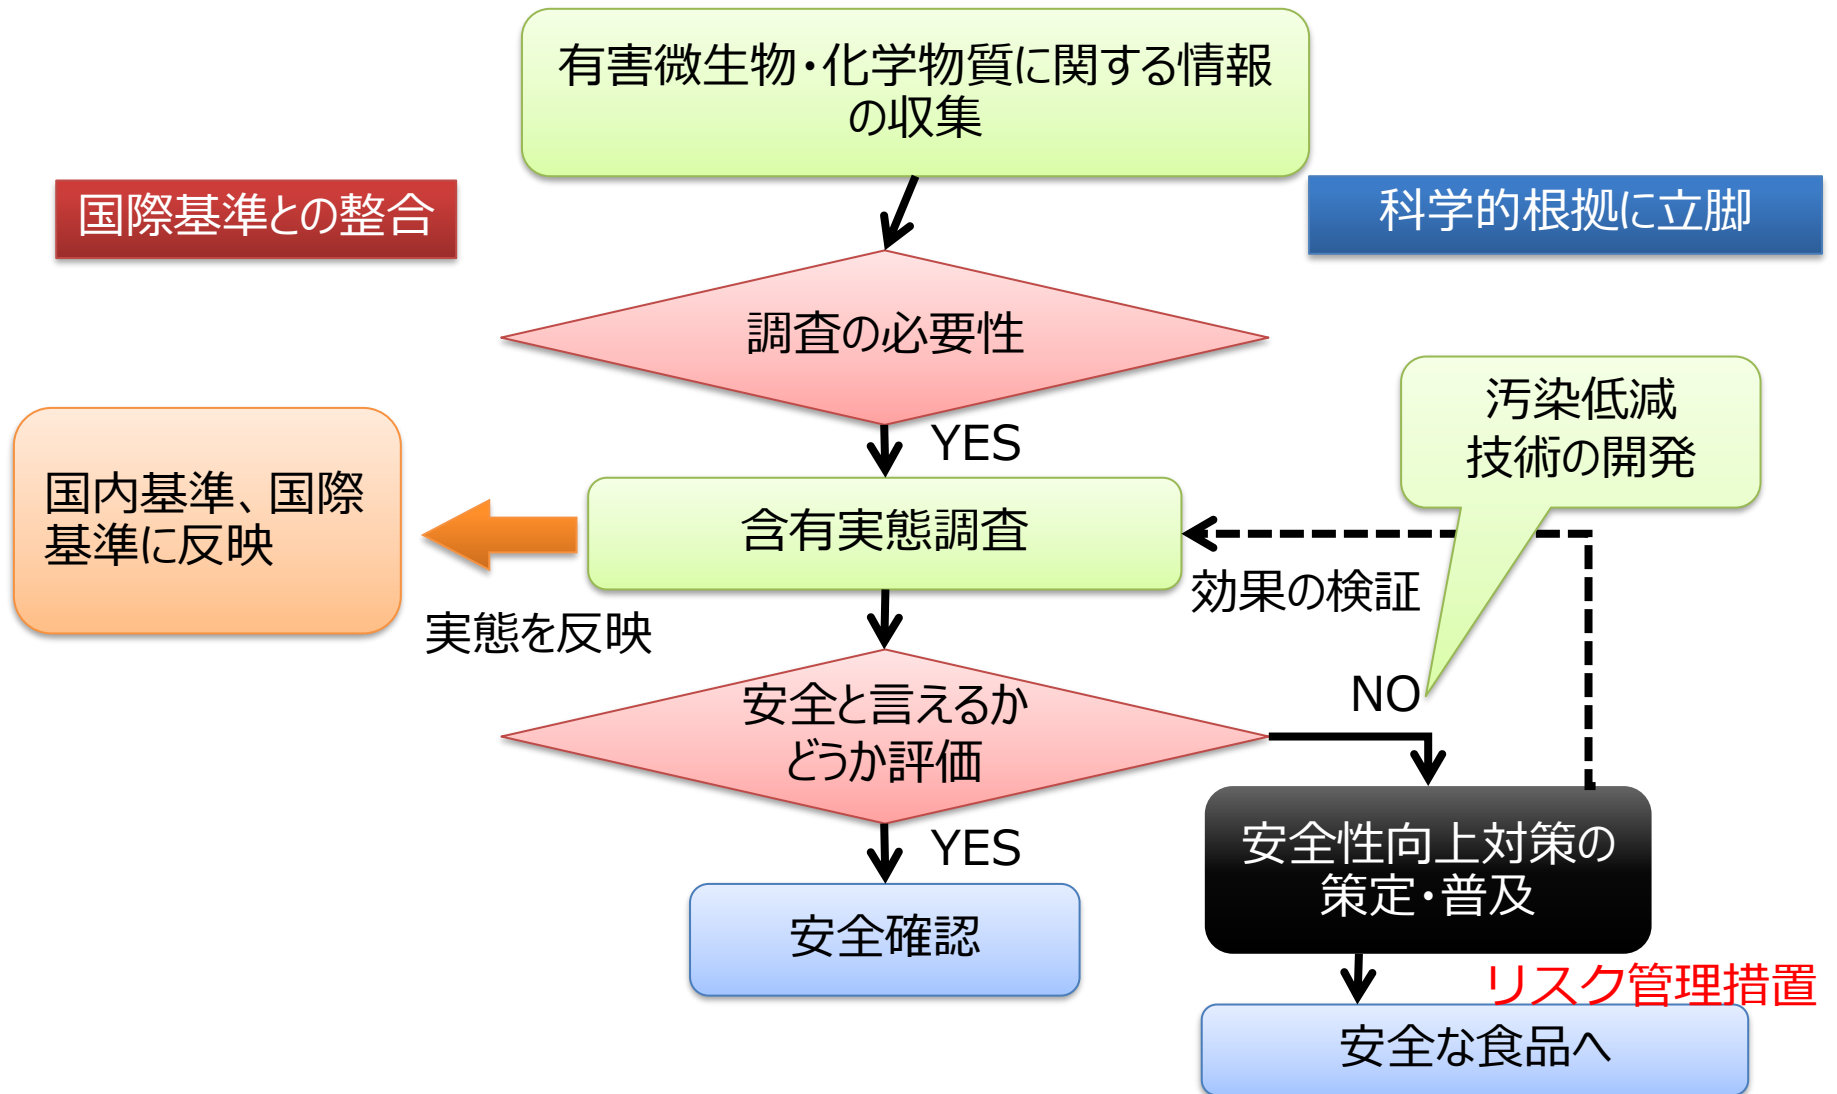 有害微生物・化学物質に関する情報
の収集
国際基準との整合
科学的根拠に立脚
調査の必要性
YES
汚染低減
技術の開発
国内基準、国際
基準に反映
含有実態調査
効果の検証
実態を反映
安全と言えるか
どうか評価
NO
YES
安全性向上対策の
策定・普及
安全確認
リスク管理措置
安全な食品へ